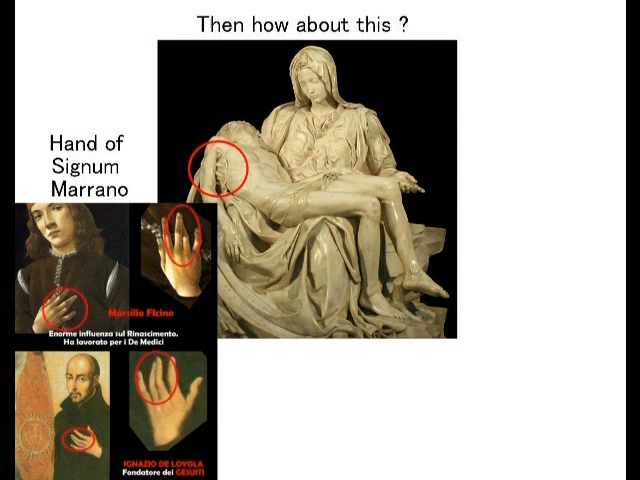 Then how about this ?
Hand of
Signum
Marrano
Marsilio FIcino
Enorme influenza sul Rinascimento.
Ha lavorato per i De Medici
IGNAZIO DE LOYOLA
Fondatore dei GESUITI